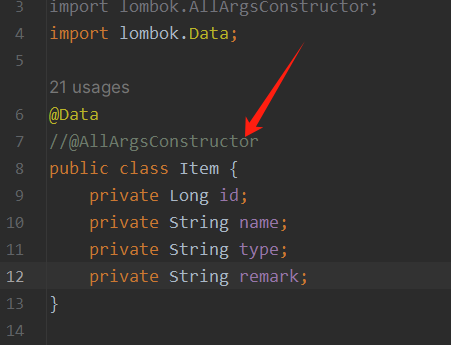 3 import lombok.AllArgsConstructor;
4 import lombok.Data;
5
21 usages
6 @Data
7 //@AllArgsConstructor
8 public class Item {
9 private Long id;
10 private String name;
11 private String type;
12 private String remark;
13 }
14